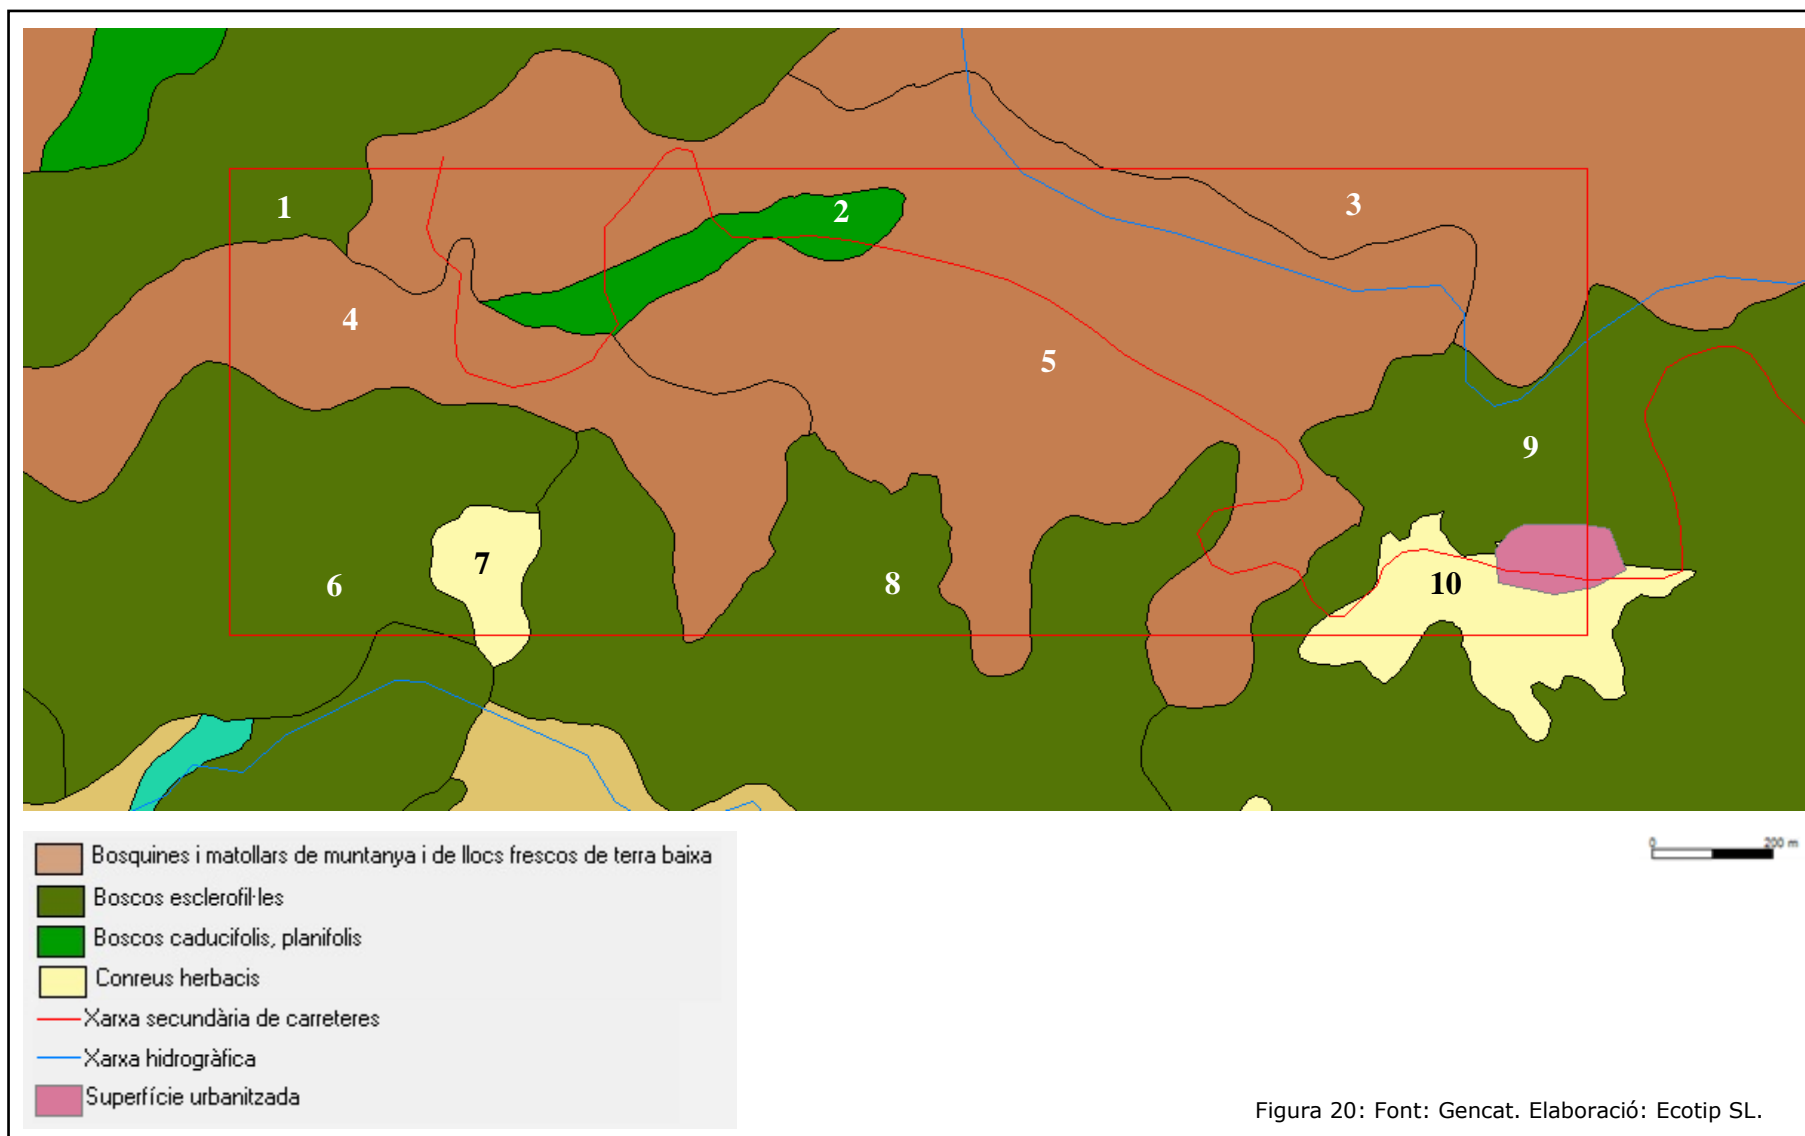 1
2
3
4
5
9
7
6
8
10
0 200 m
Bosquines i matollars de muntanya i de llocs frescos de terra baixa
Boscos esclerofil·les
Boscos caducifolis, planifolis
Conreus herbacis
Xarxa secundària de carreteres
Xarxa hidrogràfica
Superfície urbanitzada
Figura 20: Font: Gencat. Elaboració: Ecotip SL.